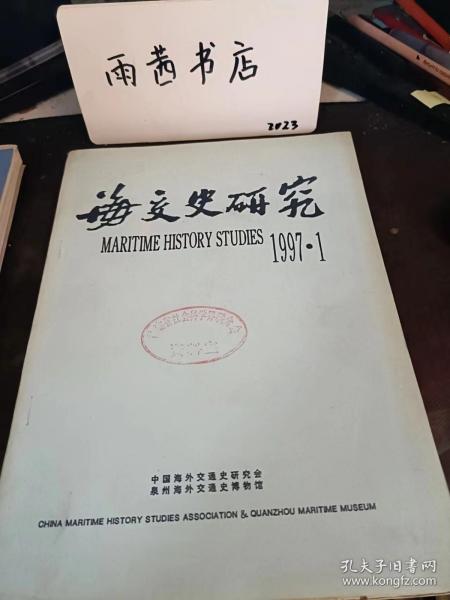 雨茜书店
2023
海交史研究
MARITIME HISTORY STUDIES
1997·1
中国海外交通史研究会
泉州海外交通史博物馆
CHINA MARITIME HISTORY STUDIES ASSOCIATION & QUANZHOU MARITIME MUSEUM
孔夫子旧书网
www.kongfz.com